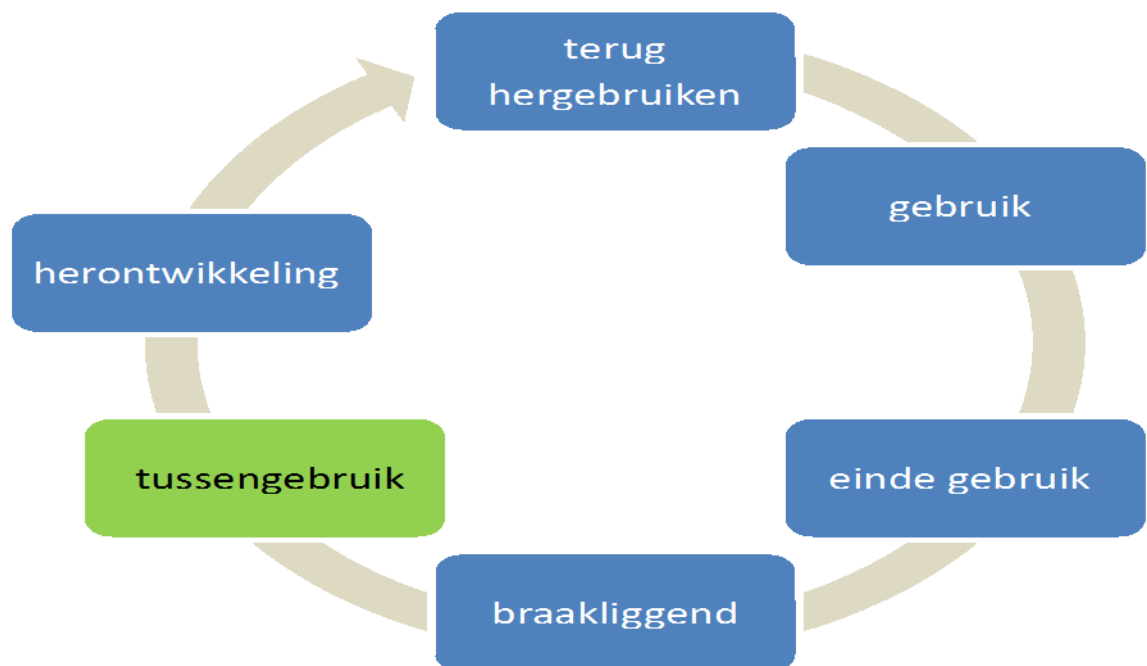 terug
hergebruiken
gebruik
einde gebruik
braakliggend
tussengebruik
herontwikkeling